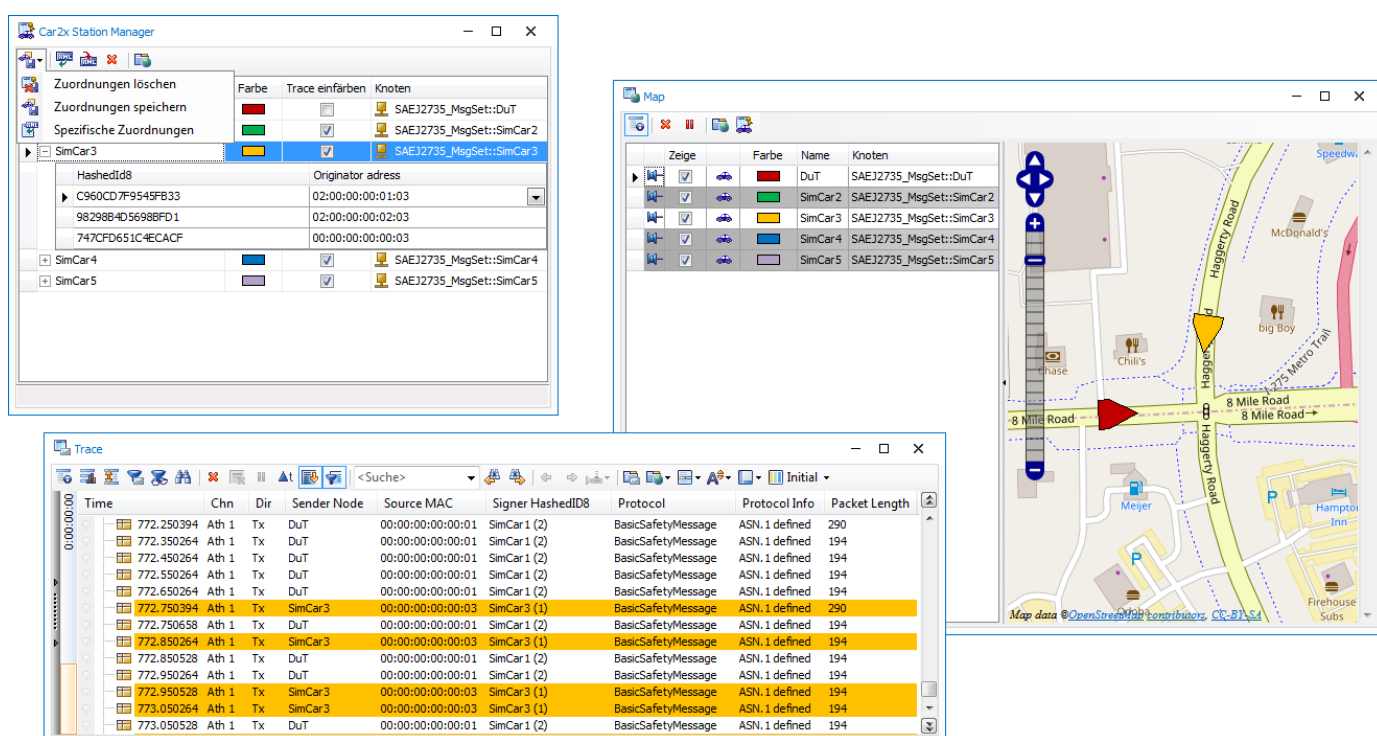 Car2x Station Manager
Zuordnungen löschen
Zuordnungen speichern
Spezifische Zuordnungen
Farbe Trace einfärben Knoten
SAEJ2735_MsgSet::DuT
SAEJ2735_MsgSet::SimCar2
SimCar3 SAEJ2735_MsgSet::SimCar3
HashedId8 Originator adress
C960CD7F9545FB33 02:00:00:00:01:03
98298B4D5698BFD1 02:00:00:00:02:03
747CFD651C4ECACF 00:00:00:00:00:03
SimCar4 SAEJ2735_MsgSet::SimCar4
SimCar5 SAEJ2735_MsgSet::SimCar5
Map
Zeige Farbe Name Knoten
DuT SAEJ2735_MsgSet::DuT
SimCar2 SAEJ2735_MsgSet::SimCar2
SimCar3 SAEJ2735_MsgSet::SimCar3
SimCar4 SAEJ2735_MsgSet::SimCar4
SimCar5 SAEJ2735_MsgSet::SimCar5
Haggerty Road
McDonald's
Haggerty Road
big Boy
Chili's
Chase
I-275 Metro Trail
8 Mile Road
8 Mile Road
8 Mile Road
Haggerty Road
Meijer
P
Hampton
Inn
P
Firehouse
Subs
Map data ©OpenStreetMap contributors, CC-BY-SA
Trace
<Suche> Initial
0:00:00:00
Time Chn Dir Sender Node Source MAC Signer HashedID8 Protocol Protocol Info Packet Length
772.250394 Ath 1 Tx DuT 00:00:00:00:00:01 SimCar1 (2) BasicSafetyMessage ASN.1 defined 290
772.350264 Ath 1 Tx DuT 00:00:00:00:00:01 SimCar1 (2) BasicSafetyMessage ASN.1 defined 194
772.450264 Ath 1 Tx DuT 00:00:00:00:00:01 SimCar1 (2) BasicSafetyMessage ASN.1 defined 194
772.550264 Ath 1 Tx DuT 00:00:00:00:00:01 SimCar1 (2) BasicSafetyMessage ASN.1 defined 194
772.650264 Ath 1 Tx DuT 00:00:00:00:00:01 SimCar1 (2) BasicSafetyMessage ASN.1 defined 194
772.750394 Ath 1 Tx SimCar3 00:00:00:00:00:03 SimCar3 (1) BasicSafetyMessage ASN.1 defined 290
772.750658 Ath 1 Tx DuT 00:00:00:00:00:01 SimCar1 (2) BasicSafetyMessage ASN.1 defined 194
772.850264 Ath 1 Tx SimCar3 00:00:00:00:00:03 SimCar3 (1) BasicSafetyMessage ASN.1 defined 194
772.850528 Ath 1 Tx DuT 00:00:00:00:00:01 SimCar1 (2) BasicSafetyMessage ASN.1 defined 194
772.950264 Ath 1 Tx DuT 00:00:00:00:00:01 SimCar1 (2) BasicSafetyMessage ASN.1 defined 194
772.950528 Ath 1 Tx SimCar3 00:00:00:00:00:03 SimCar3 (1) BasicSafetyMessage ASN.1 defined 194
773.050264 Ath 1 Tx SimCar3 00:00:00:00:00:03 SimCar3 (1) BasicSafetyMessage ASN.1 defined 194
773.050528 Ath 1 Tx DuT 00:00:00:00:00:01 SimCar1 (2) BasicSafetyMessage ASN.1 defined 194